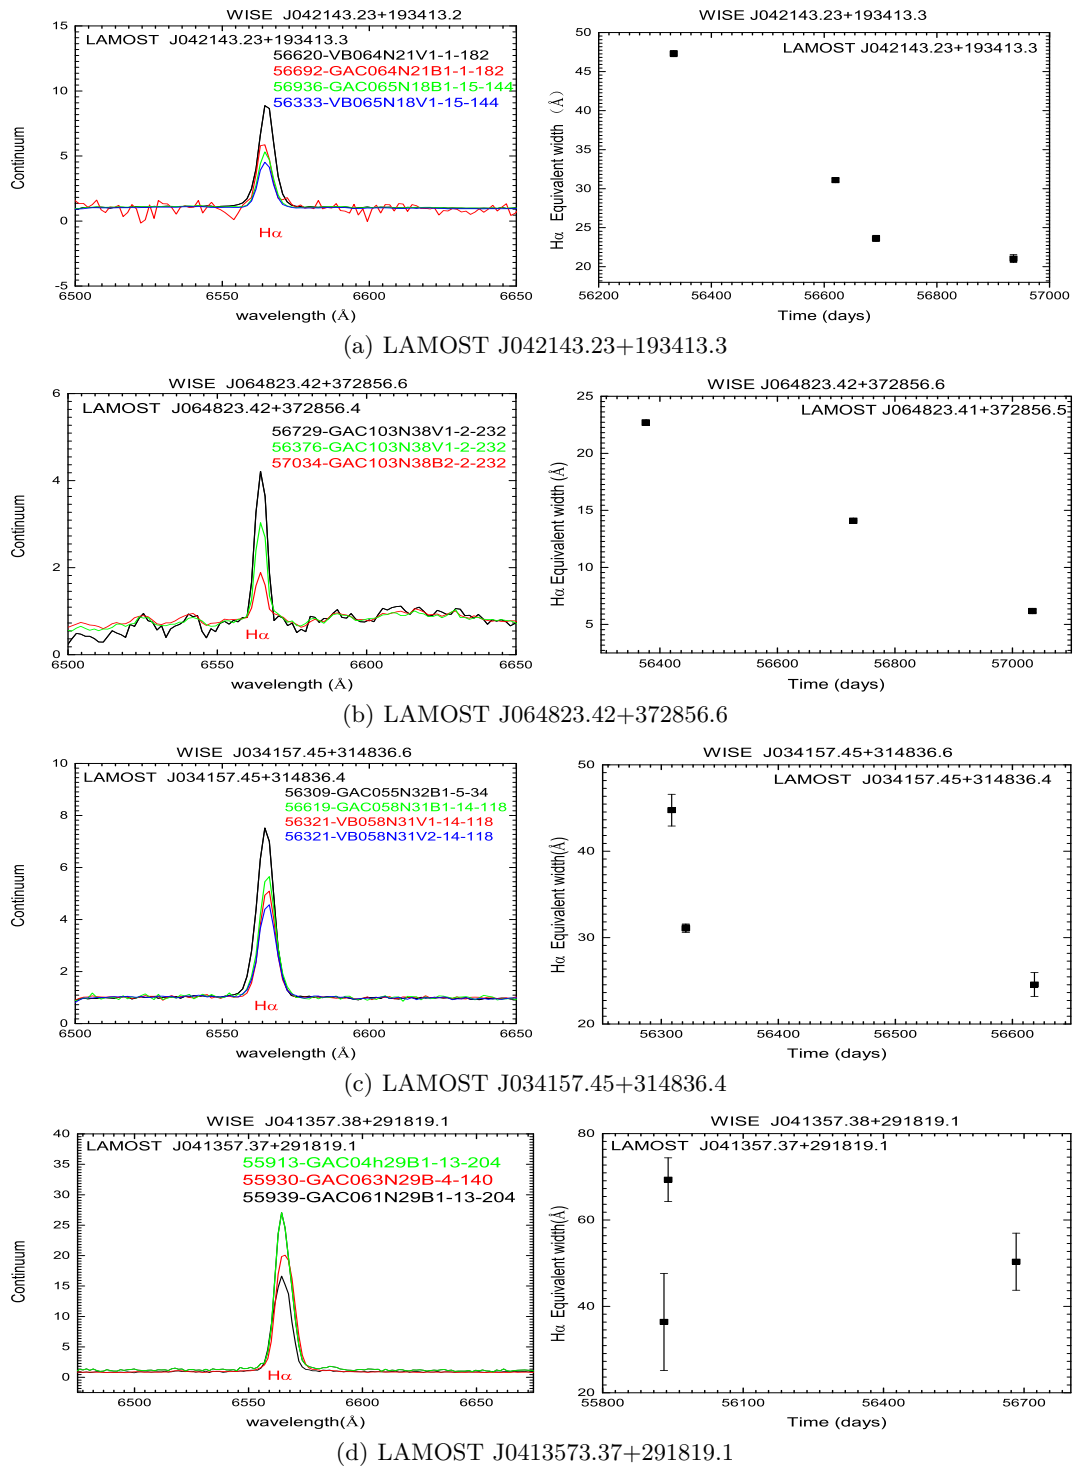 WISE J042143.23+193413.2
LAMOST J042143.23+193413.3
56620-VB064N21V1-1-182
56692-GAC064N21B1-1-182
56936-GAC065N18B1-15-144
56333-VB065N18V1-15-144
15
10
5
0
-5
Continuum
Hα
6500 6550 6600 6650
wavelength (Å)
WISE J042143.23+193413.3
LAMOST J042143.23+193413.3
50
45
40
35
30
25
20
Hα Equivalent width (Å)
56200 56400 56600 56800 57000
Time (days)
(a) LAMOST J042143.23+193413.3
WISE J064823.42+372856.6
LAMOST J064823.42+372856.4
56729-GAC103N38V1-2-232
56376-GAC103N38V1-2-232
57034-GAC103N38B2-2-232
6
4
2
0
Continuum
Hα
6500 6550 6600 6650
wavelength (Å)
WISE J064823.42+372856.6
LAMOST J064823.41+372856.5
25
20
15
10
5
Hα Equivalent width (Å)
56400 56600 56800 57000
Time (days)
(b) LAMOST J064823.42+372856.6
WISE J034157.45+314836.6
LAMOST J034157.45+314836.4
56309-GAC055N32B1-5-34
56619-GAC058N31B1-14-118
56321-VB058N31V1-14-118
56321-VB058N31V2-14-118
10
8
6
4
2
0
Continuum
Hα
6500 6550 6600 6650
wavelength (Å)
WISE J034157.45+314836.6
LAMOST J034157.45+314836.4
50
40
30
20
Hα Equivalent width(Å)
56300 56400 56500 56600
Time (days)
(c) LAMOST J034157.45+314836.4
WISE J041357.38+291819.1
LAMOST J041357.37+291819.1
55913-GAC04h29B1-13-204
55930-GAC063N29B-4-140
55939-GAC061N29B1-13-204
40
35
30
25
20
15
10
5
0
Continuum
Hα
6500 6550 6600 6650
wavelength(Å)
WISE J041357.38+291819.1
LAMOST J041357.37+291819.1
80
60
40
20
Hα Equivalent width(Å)
55800 56100 56400 56700
Time (days)
(d) LAMOST J0413573.37+291819.1